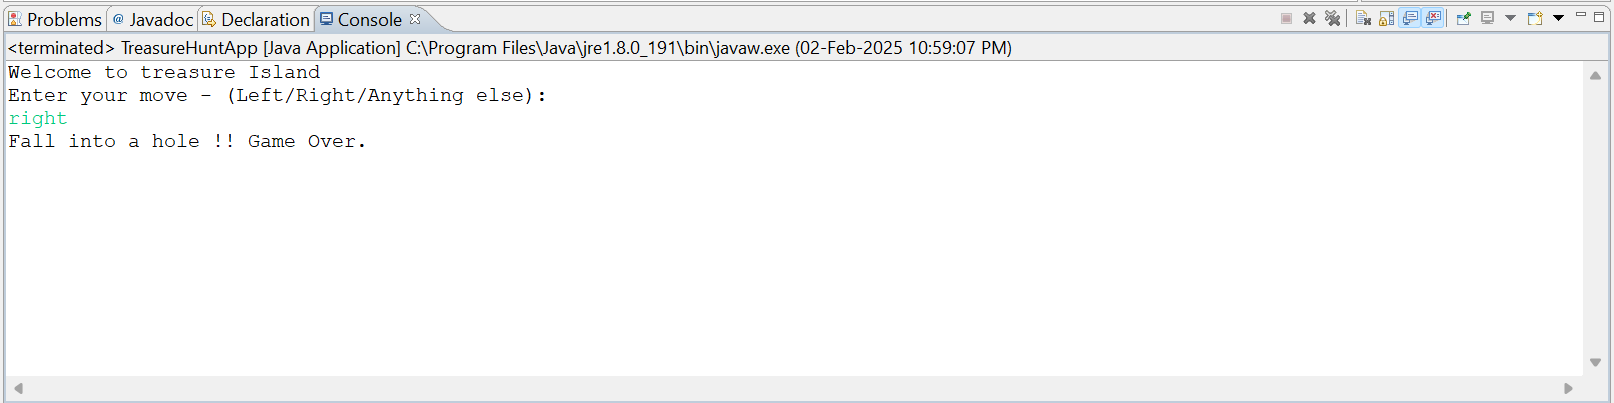 Problems @ Javadoc Declaration Console
<terminated> TreasureHuntApp [Java Application] C:\Program Files\Java\jre1.8.0_191\bin\javaw.exe (02-Feb-2025 10:59:07 PM)
Welcome to treasure Island
Enter your move - (Left/Right/Anything else):
right
Fall into a hole !! Game Over.